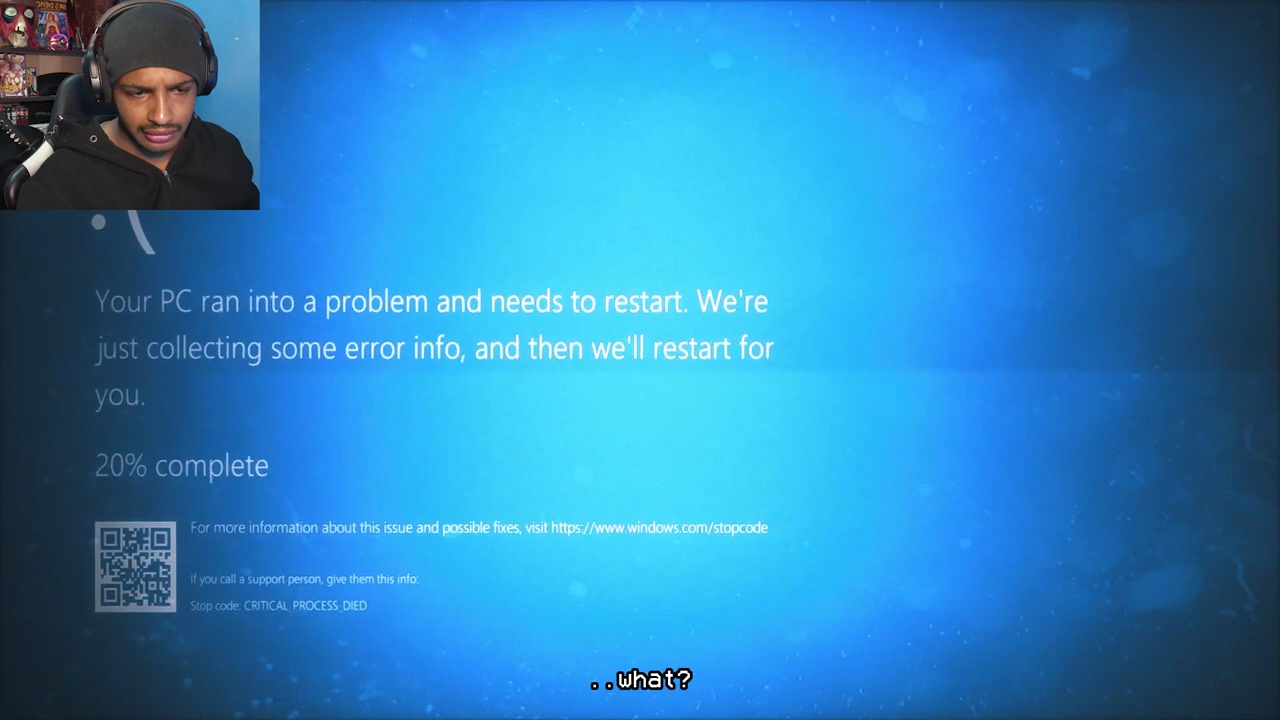 :(
Your PC ran into a problem and needs to restart. We're
just collecting some error info, and then we'll restart for
you.
20% complete
For more information about this issue and possible fixes, visit https://www.windows.com/stopcode
If you call a support person, give them this info:
Stop code: CRITICAL_PROCESS_DIED
..what?